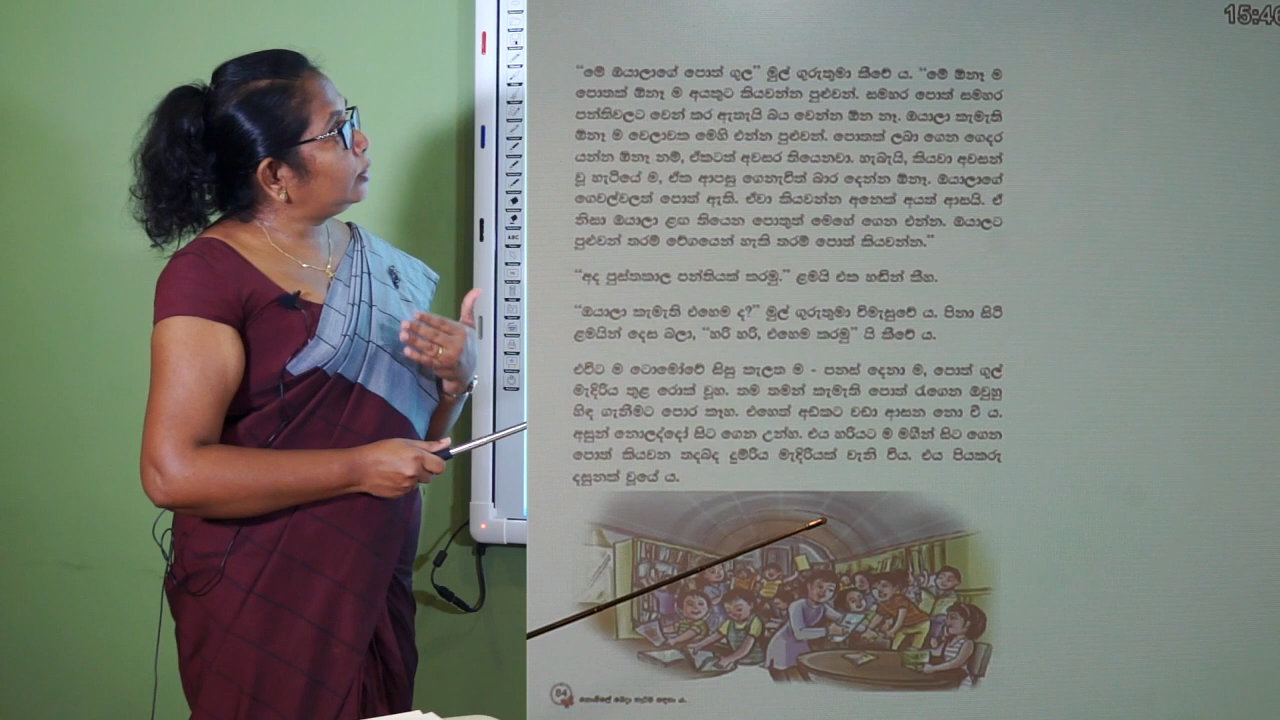 15:46
“මේ ඔයාලාගේ පොත් ගුල” මුල් ගුරුතුමා කීවේ ය. “මේ ඕනෑ ම
පොතක් ඕනෑ ම අයකුට කියවන්න පුළුවන්. සමහර පොත් සමහර
පන්තිවලට වෙන් කර ඇතැයි බය වෙන්න ඕන නෑ. ඔයාලා කැමැති
ඕනෑ ම වෙලාවක මෙහි එන්න පුළුවන්. පොතක් ලබා ගෙන ගෙදර
යන්න ඕනෑ නම්, ඒකටත් අවසර තියෙනවා. හැබැයි, කියවා අවසන්
වූ හැටියේ ම, ඒක ආපසු ගෙනැවිත් බාර දෙන්න ඕනෑ. ඔයාලාගේ
ගෙවල්වලත් පොත් ඇති. ඒවා කියවන්න අනෙක් අයත් ආසයි. ඒ
නිසා ඔයාලා ළඟ තියෙන පොතුත් මෙහේ ගෙන එන්න. ඔයාලට
පුළුවන් තරම් වේගයෙන් හැකි තරම් පොත් කියවන්න.”
“අද පුස්තකාල පන්තියක් කරමු.” ළමයි එක හඬින් කීහ.
“ඔයාලා කැමැති එහෙම ද?” මුල් ගුරුතුමා විමැසුවේ ය. පිනා සිටි
ළමයින් දෙස බලා, “හරි හරි, එහෙම කරමු” යි කීවේ ය.
එවිට ම ටොමෝවේ සිසු කැලත ම - පනස් දෙනා ම, පොත් ගුල්
මැදිරිය තුළ රොක් වූහ. තම තමන් කැමැති පොත් රැගෙන ඔවුහු
හිඳ ගැනීමට පොර කෑහ. එහෙත් අඩකට වඩා ආසන නො වී ය.
අසුන් නොලද්දෝ සිට ගෙන උන්හ. එය හරියට ම මගීන් සිට ගෙන
පොත් කියවන තදබද දුම්රිය මැදිරියක් වැනි විය. එය පියකරු
දසුනක් වූයේ ය.
84